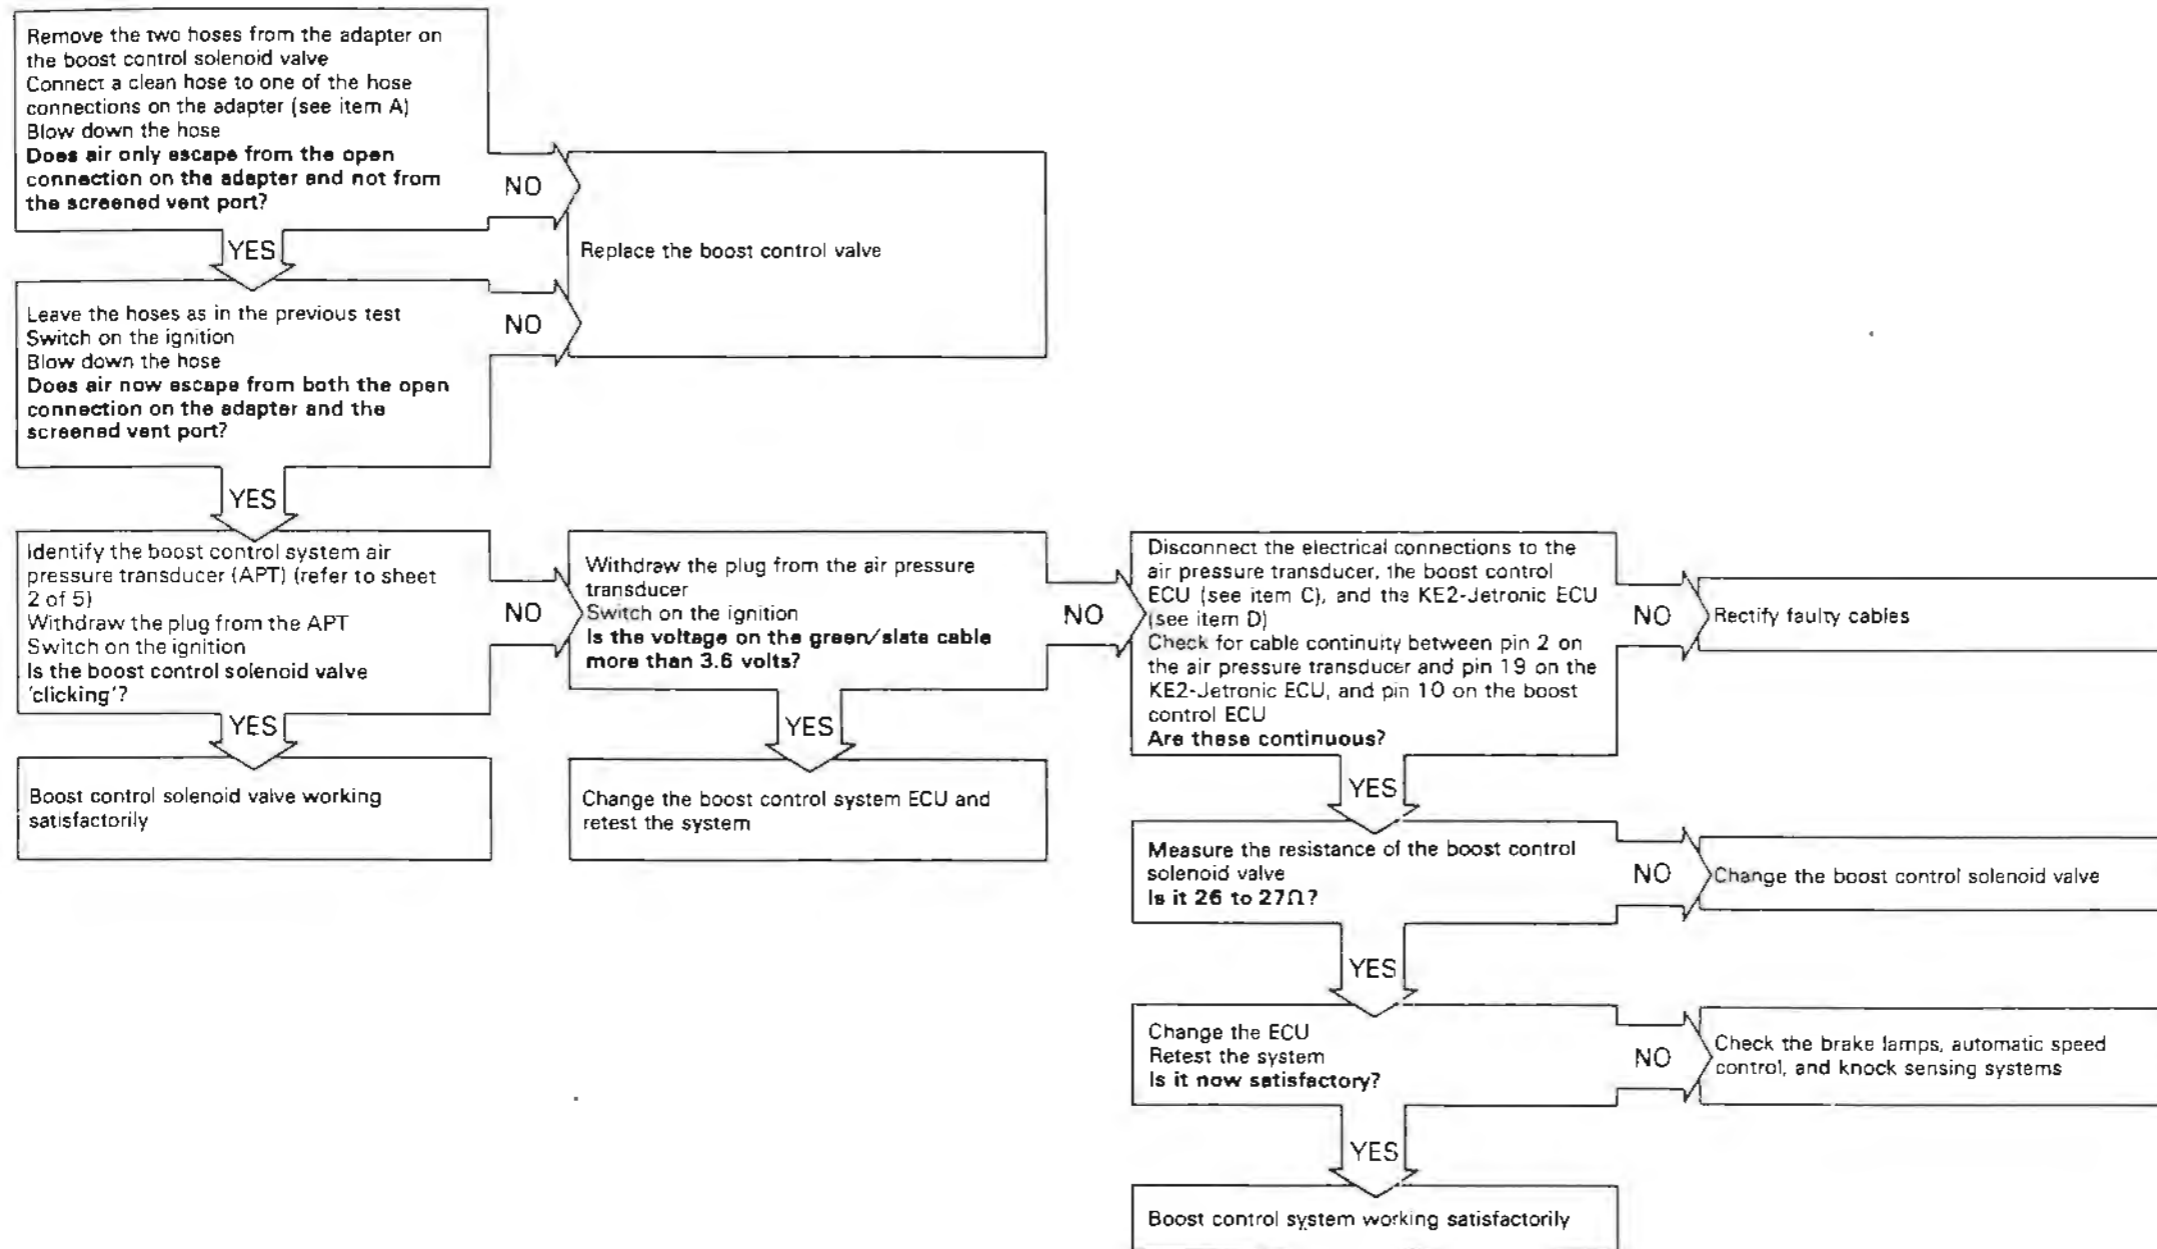 Remove the two hoses from the adapter on
the boost control solenoid valve
Connect a clean hose to one of the hose
connections on the adapter (see item A)
Blow down the hose
Does air only escape from the open
connection on the adapter and not from
the screened vent port?
NO
Replace the boost control valve
YES
Leave the hoses as in the previous test
Switch on the ignition
Blow down the hose
Does air now escape from both the open
connection on the adapter and the
screened vent port?
NO
YES
Identify the boost control system air
pressure transducer (APT) (refer to sheet
2 of 5)
Withdraw the plug from the APT
Switch on the ignition
Is the boost control solenoid valve
'clicking'?
NO
Withdraw the plug from the air pressure
transducer
Switch on the ignition
Is the voltage on the green/slate cable
more than 3.6 volts?
NO
Disconnect the electrical connections to the
air pressure transducer, the boost control
ECU (see item C), and the KE2-Jetronic ECU
(see item D)
Check for cable continuity between pin 2 on
the air pressure transducer and pin 19 on the
KE2-Jetronic ECU, and pin 10 on the boost
control ECU
Are these continuous?
NO
Rectify faulty cables
YES
Boost control solenoid valve working
satisfactorily
YES
Change the boost control system ECU and
retest the system
YES
Measure the resistance of the boost control
solenoid valve
Is it 26 to 27Ω?
NO
Change the boost control solenoid valve
YES
Change the ECU
Retest the system
Is it now satisfactory?
NO
Check the brake lamps, automatic speed
control, and knock sensing systems
YES
Boost control system working satisfactorily